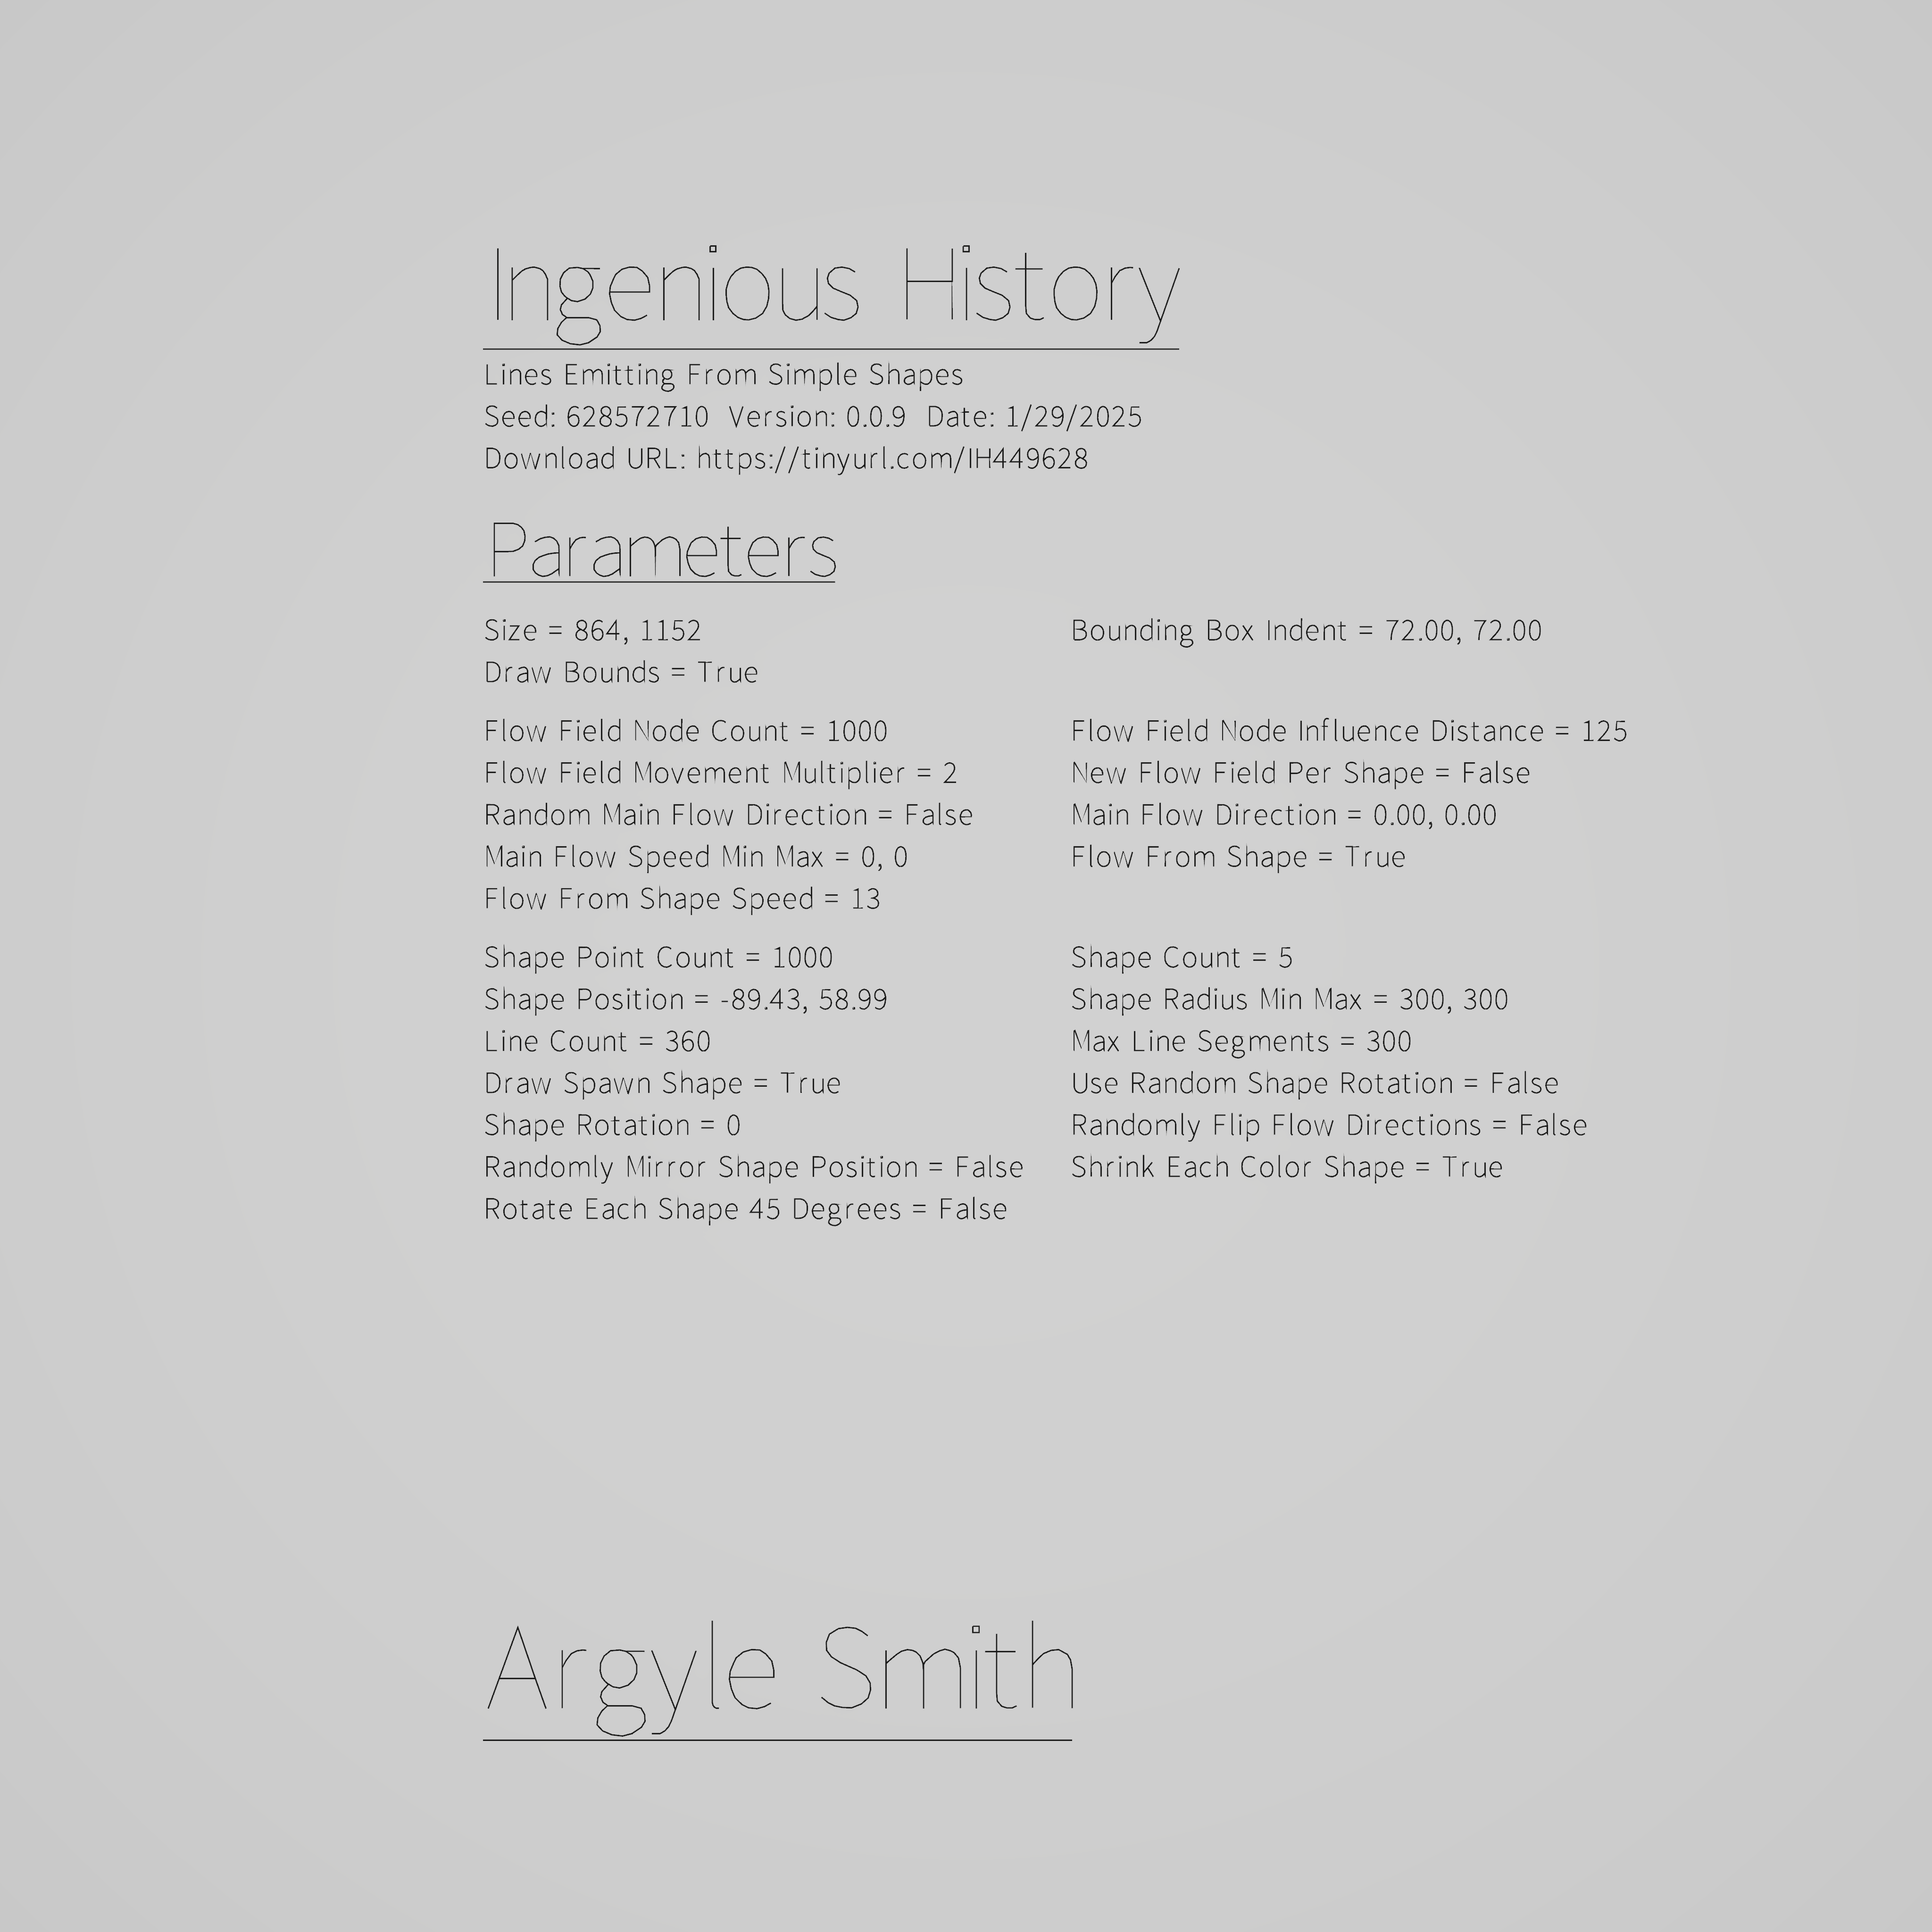 Ingenious History
Lines Emitting From Simple Shapes
Seed: 628572710  Version: 0.0.9  Date: 1/29/2025
Download URL: https://tinyurl.com/IH449628
Parameters
Size = 864, 1152
Bounding Box Indent = 72.00, 72.00
Draw Bounds = True
Flow Field Node Count = 1000
Flow Field Node Influence Distance = 125
Flow Field Movement Multiplier = 2
New Flow Field Per Shape = False
Random Main Flow Direction = False
Main Flow Direction = 0.00, 0.00
Main Flow Speed Min Max = 0, 0
Flow From Shape = True
Flow From Shape Speed = 13
Shape Point Count = 1000
Shape Count = 5
Shape Position = -89.43, 58.99
Shape Radius Min Max = 300, 300
Line Count = 360
Max Line Segments = 300
Draw Spawn Shape = True
Use Random Shape Rotation = False
Shape Rotation = 0
Randomly Flip Flow Directions = False
Randomly Mirror Shape Position = False
Shrink Each Color Shape = True
Rotate Each Shape 45 Degrees = False
Argyle Smith